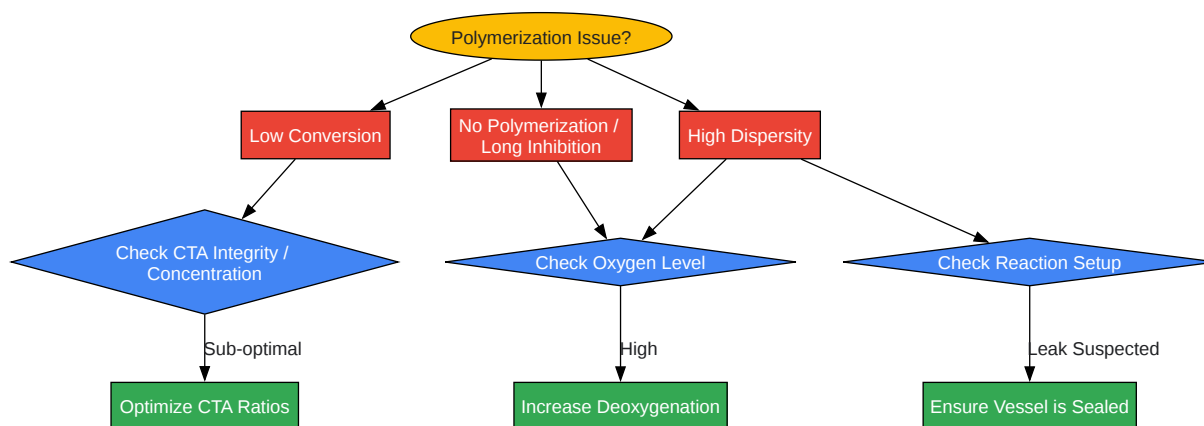 Polymerization Issue?
Low Conversion
No Polymerization /
Long Inhibition
High Dispersity
Check CTA Integrity /
Concentration
Check Oxygen Level
Check Reaction Setup
Sub-optimal
High
Leak Suspected
Optimize CTA Ratios
Increase Deoxygenation
Ensure Vessel is Sealed